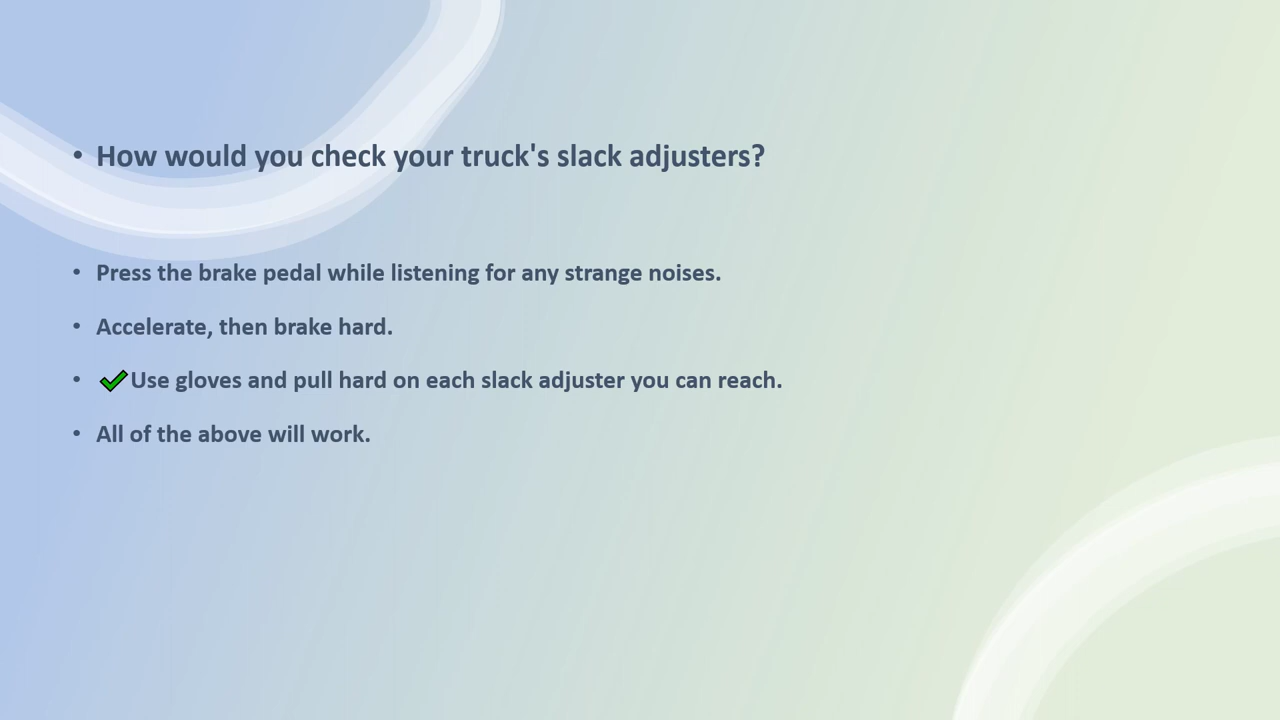 • How would you check your truck's slack adjusters?
• Press the brake pedal while listening for any strange noises.
• Accelerate, then brake hard.
• ✔Use gloves and pull hard on each slack adjuster you can reach.
• All of the above will work.